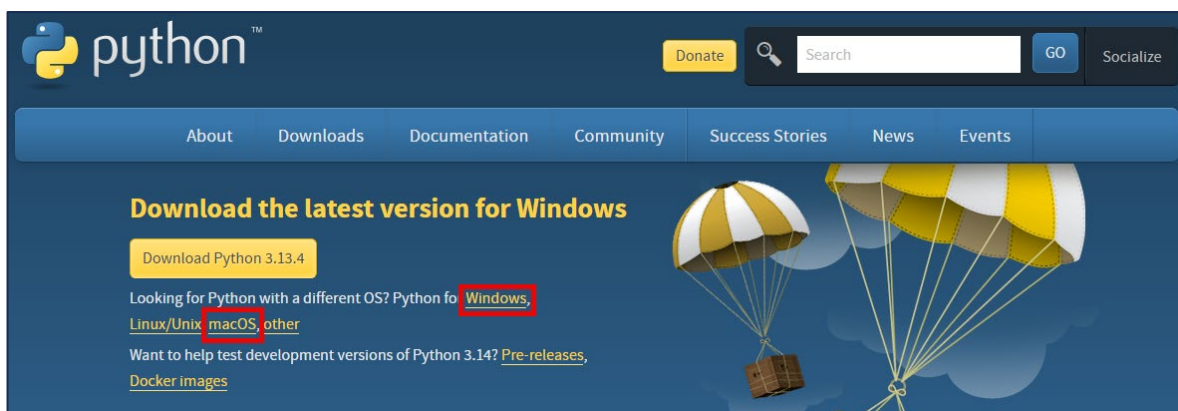 python™
Donate
Search
GO
Socialize
About Downloads Documentation Community Success Stories News Events
Download the latest version for Windows
Download Python 3.13.4
Looking for Python with a different OS? Python for Windows,
Linux/Unix, macOS, other
Want to help test development versions of Python 3.14? Pre-releases,
Docker images